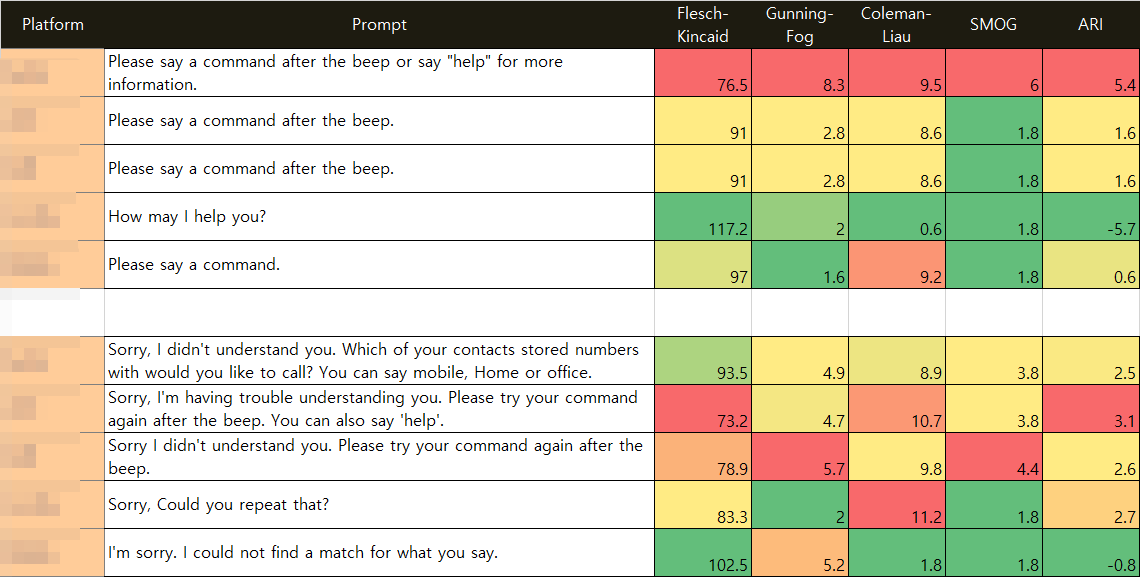 Platform Prompt Flesch-Kincaid Gunning-Fog Coleman-Liau SMOG ARI
Please say a command after the beep or say "help" for more
information. 76.5 8.3 9.5 6 5.4
Please say a command after the beep. 91 2.8 8.6 1.8 1.6
Please say a command after the beep. 91 2.8 8.6 1.8 1.6
How may I help you? 117.2 2 0.6 1.8 -5.7
Please say a command. 97 1.6 9.2 1.8 0.6
Sorry, I didn't understand you. Which of your contacts stored numbers
with would you like to call? You can say mobile, Home or office. 93.5 4.9 8.9 3.8 2.5
Sorry, I'm having trouble understanding you. Please try your command
again after the beep. You can also say 'help'. 73.2 4.7 10.7 3.8 3.1
Sorry I didn't understand you. Please try your command again after the
beep. 78.9 5.7 9.8 4.4 2.6
Sorry, Could you repeat that? 83.3 2 11.2 1.8 2.7
I'm sorry. I could not find a match for what you say. 102.5 5.2 1.8 1.8 -0.8